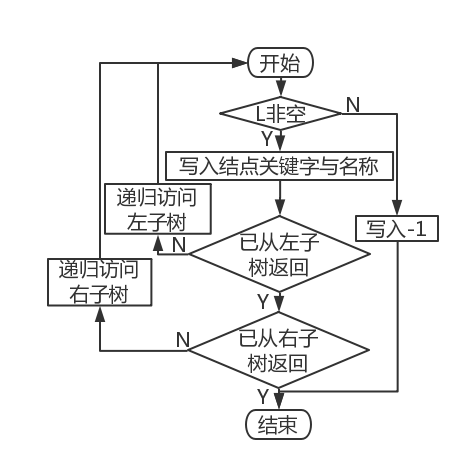 开始
L非空
N
Y
写入结点关键字与名称
递归访问
左子树
写入-1
已从左子
树返回
N
Y
递归访问
右子树
已从右子
树返回
N
Y
结束